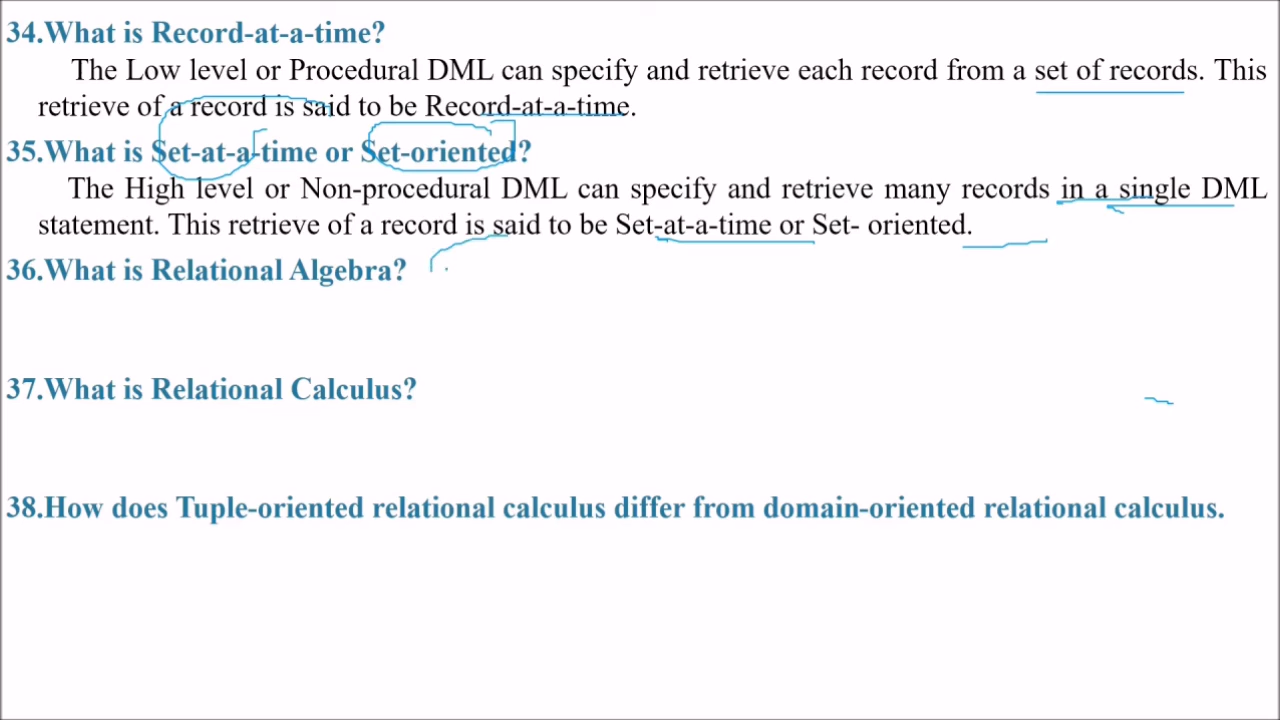 34.What is Record-at-a-time?
The Low level or Procedural DML can specify and retrieve each record from a set of records. This
retrieve of a record is said to be Record-at-a-time.
35.What is Set-at-a-time or Set-oriented?
The High level or Non-procedural DML can specify and retrieve many records in a single DML
statement. This retrieve of a record is said to be Set-at-a-time or Set- oriented.
36.What is Relational Algebra?
37.What is Relational Calculus?
38.How does Tuple-oriented relational calculus differ from domain-oriented relational calculus.